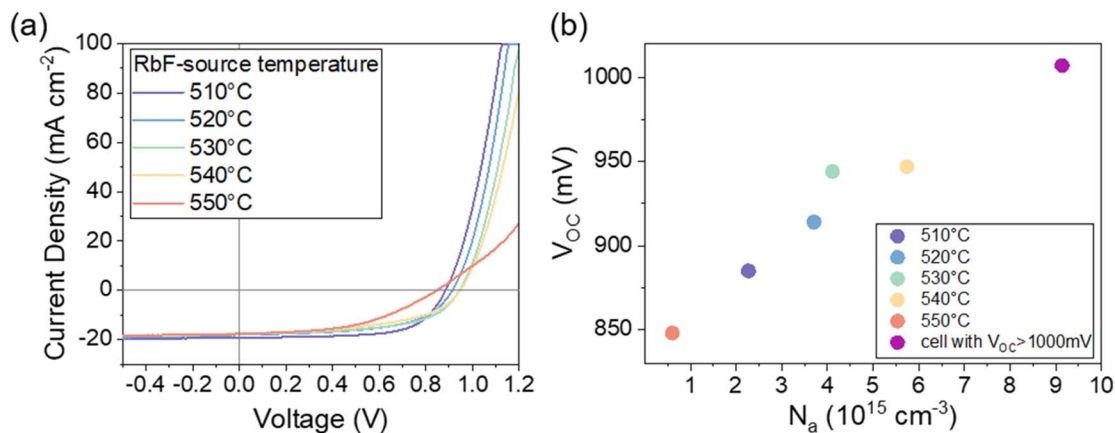 (a)
Current Density (mA cm⁻²)
100
80
60
40
20
0
-20
RbF-source temperature
510°C
520°C
530°C
540°C
550°C
-0.4 -0.2 0.0 0.2 0.4 0.6 0.8 1.0 1.2
Voltage (V)
(b)
V_OC (mV)
1000
950
900
850
510°C
520°C
530°C
540°C
550°C
cell with V_OC>1000mV
1 2 3 4 5 6 7 8 9 10
N_a (10¹⁵ cm⁻³)